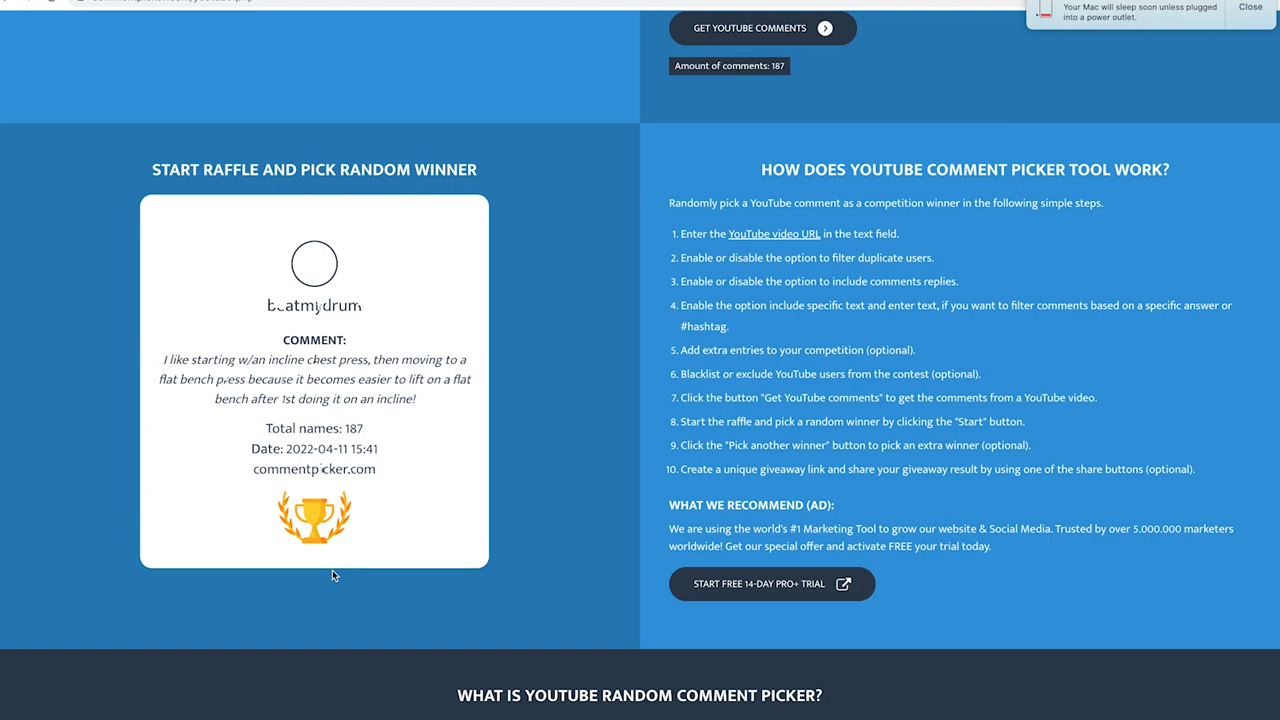 Your Mac will sleep soon unless plugged
into a power outlet.
Close
GET YOUTUBE COMMENTS
Amount of comments: 187
START RAFFLE AND PICK RANDOM WINNER
beatmydrum
COMMENT:
I like starting w/an incline chest press, then moving to a
flat bench press because it becomes easier to lift on a flat
bench after 1st doing it on an incline!
Total names: 187
Date: 2022-04-11 15:41
commentpicker.com
HOW DOES YOUTUBE COMMENT PICKER TOOL WORK?
Randomly pick a YouTube comment as a competition winner in the following simple steps.
1. Enter the YouTube video URL in the text field.
2. Enable or disable the option to filter duplicate users.
3. Enable or disable the option to include comments replies.
4. Enable the option include specific text and enter text, if you want to filter comments based on a specific answer or
#hashtag.
5. Add extra entries to your competition (optional).
6. Blacklist or exclude YouTube users from the contest (optional).
7. Click the button "Get YouTube comments" to get the comments from a YouTube video.
8. Start the raffle and pick a random winner by clicking the "Start" button.
9. Click the "Pick another winner" button to pick an extra winner (optional).
10. Create a unique giveaway link and share your giveaway result by using one of the share buttons (optional).
WHAT WE RECOMMEND (AD):
We are using the world's #1 Marketing Tool to grow our website & Social Media. Trusted by over 5.000.000 marketers
worldwide! Get our special offer and activate FREE your trial today.
START FREE 14-DAY PRO+ TRIAL
WHAT IS YOUTUBE RANDOM COMMENT PICKER?